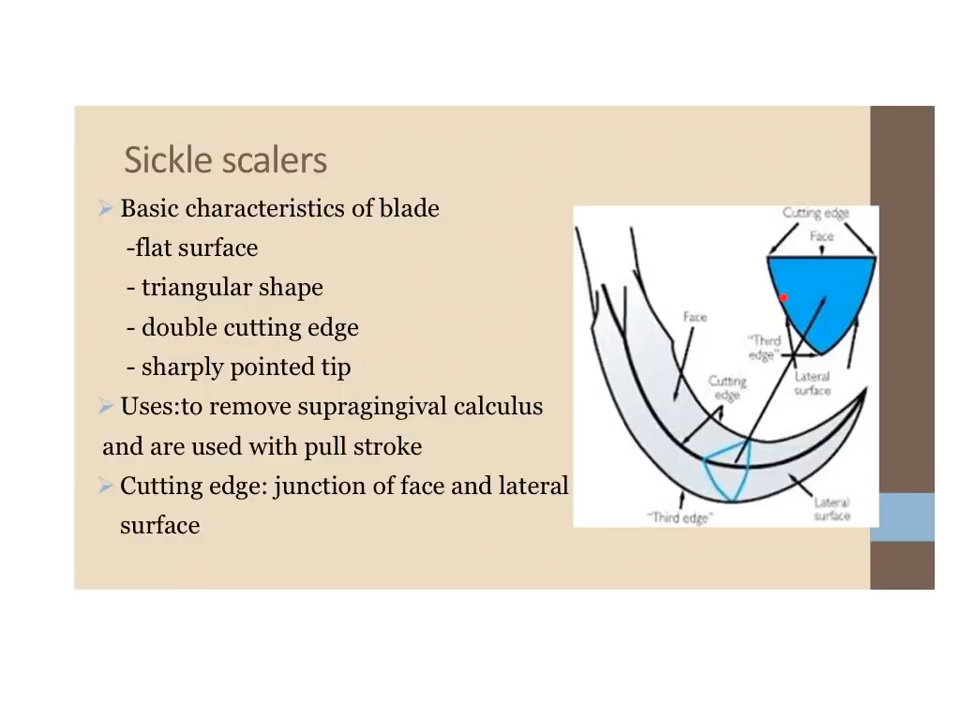 Sickle scalers
➢ Basic characteristics of blade
-flat surface
- triangular shape
- double cutting edge
- sharply pointed tip
➢ Uses:to remove supragingival calculus
and are used with pull stroke
➢ Cutting edge: junction of face and lateral
surface
Cutting edge
Face
"Third
edge"
Lateral
surface
Face
Cutting
edge
Lateral
surface
"Third edge"